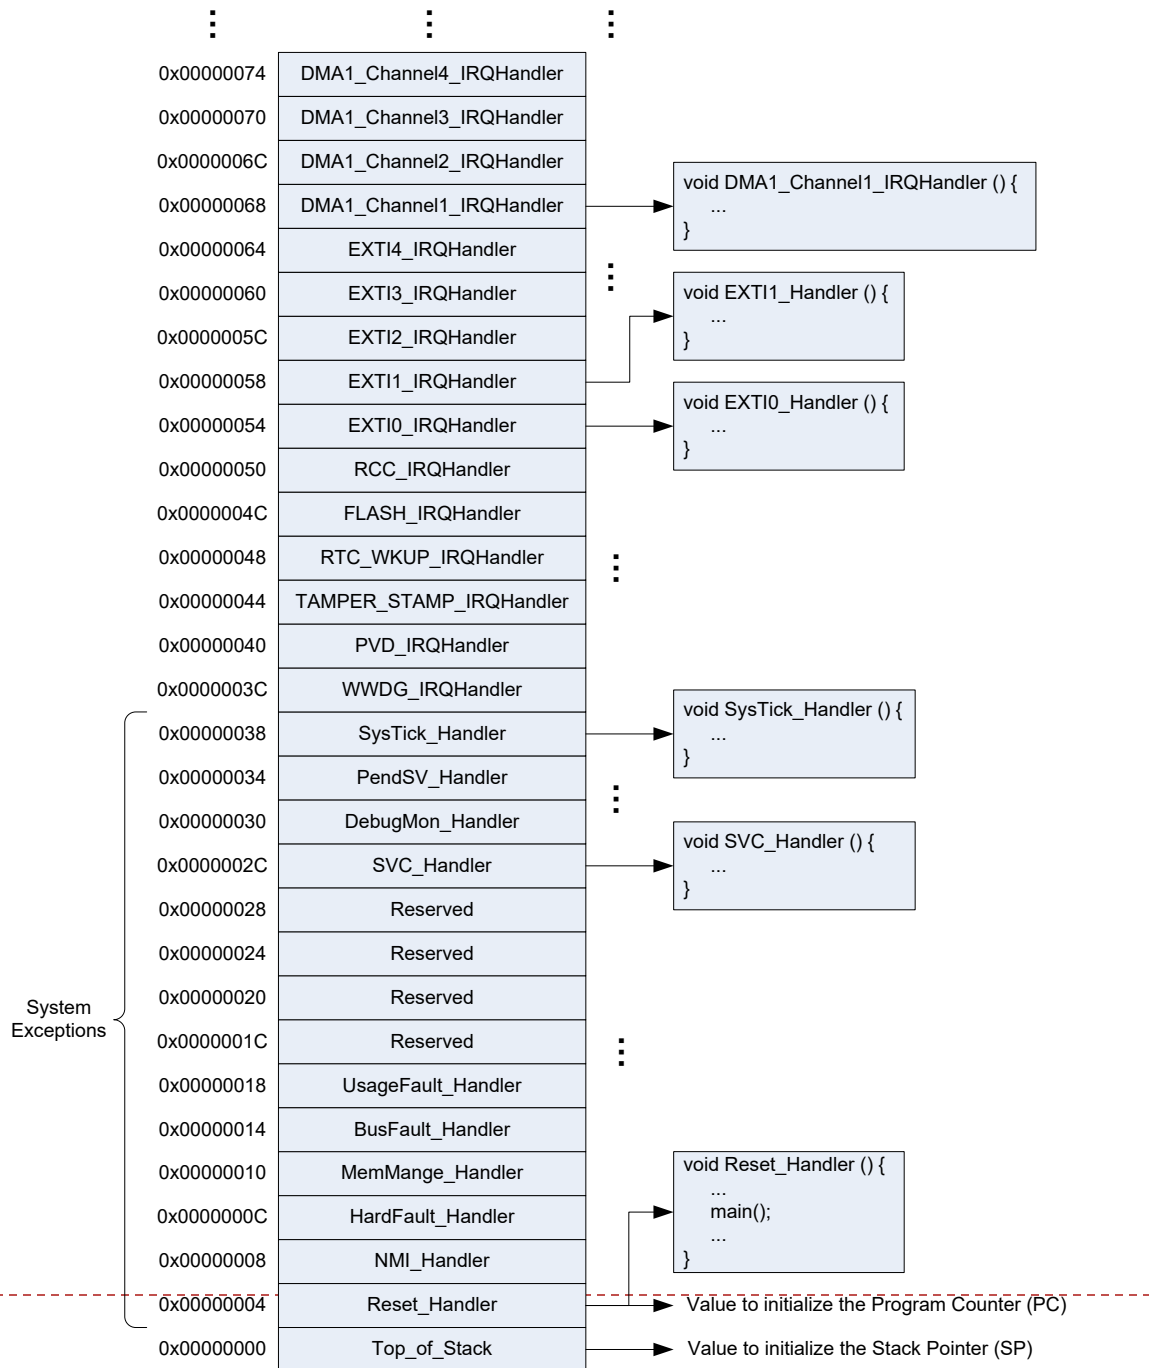 0x00000074 DMA1_Channel4_IRQHandler
0x00000070 DMA1_Channel3_IRQHandler
0x0000006C DMA1_Channel2_IRQHandler
0x00000068 DMA1_Channel1_IRQHandler
void DMA1_Channel1_IRQHandler () {
...
}
0x00000064 EXTI4_IRQHandler
0x00000060 EXTI3_IRQHandler
void EXTI1_Handler () {
...
}
0x0000005C EXTI2_IRQHandler
0x00000058 EXTI1_IRQHandler
void EXTI0_Handler () {
...
}
0x00000054 EXTI0_IRQHandler
0x00000050 RCC_IRQHandler
0x0000004C FLASH_IRQHandler
0x00000048 RTC_WKUP_IRQHandler
0x00000044 TAMPER_STAMP_IRQHandler
0x00000040 PVD_IRQHandler
0x0000003C WWDG_IRQHandler
0x00000038 SysTick_Handler
void SysTick_Handler () {
...
}
0x00000034 PendSV_Handler
0x00000030 DebugMon_Handler
0x0000002C SVC_Handler
void SVC_Handler () {
...
}
0x00000028 Reserved
0x00000024 Reserved
0x00000020 Reserved
System
Exceptions
0x0000001C Reserved
0x00000018 UsageFault_Handler
0x00000014 BusFault_Handler
0x00000010 MemMange_Handler
void Reset_Handler () {
...
main();
...
}
0x0000000C HardFault_Handler
0x00000008 NMI_Handler
0x00000004 Reset_Handler Value to initialize the Program Counter (PC)
0x00000000 Top_of_Stack Value to initialize the Stack Pointer (SP)